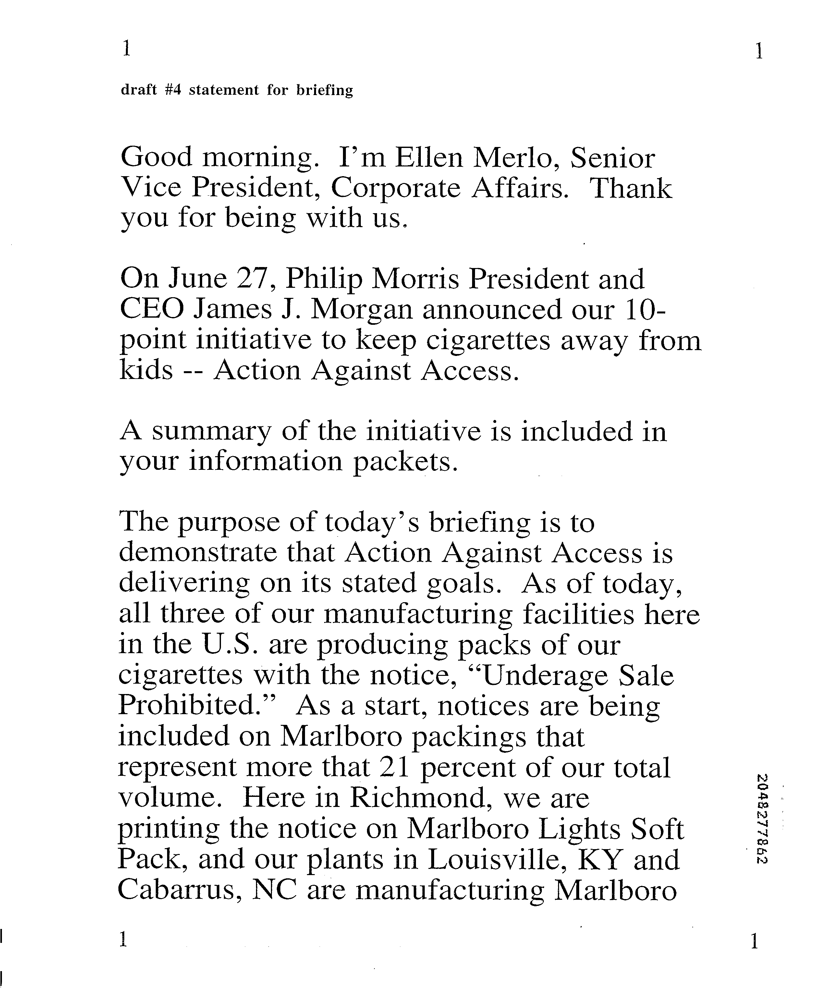 1 1
draft #4 statement for briefing
Good morning.  I'm Ellen Merlo, Senior
Vice President, Corporate Affairs.  Thank
you for being with us.
On June 27, Philip Morris President and
CEO James J. Morgan announced our 10-
point initiative to keep cigarettes away from
kids -- Action Against Access.
A summary of the initiative is included in
your information packets.
The purpose of today's briefing is to
demonstrate that Action Against Access is
delivering on its stated goals.  As of today,
all three of our manufacturing facilities here
in the U.S. are producing packs of our
cigarettes with the notice, “Underage Sale
Prohibited.”  As a start, notices are being
included on Marlboro packings that
represent more that 21 percent of our total
volume.  Here in Richmond, we are
printing the notice on Marlboro Lights Soft
Pack, and our plants in Louisville, KY and
Cabarrus, NC are manufacturing Marlboro
2048277862
1 1